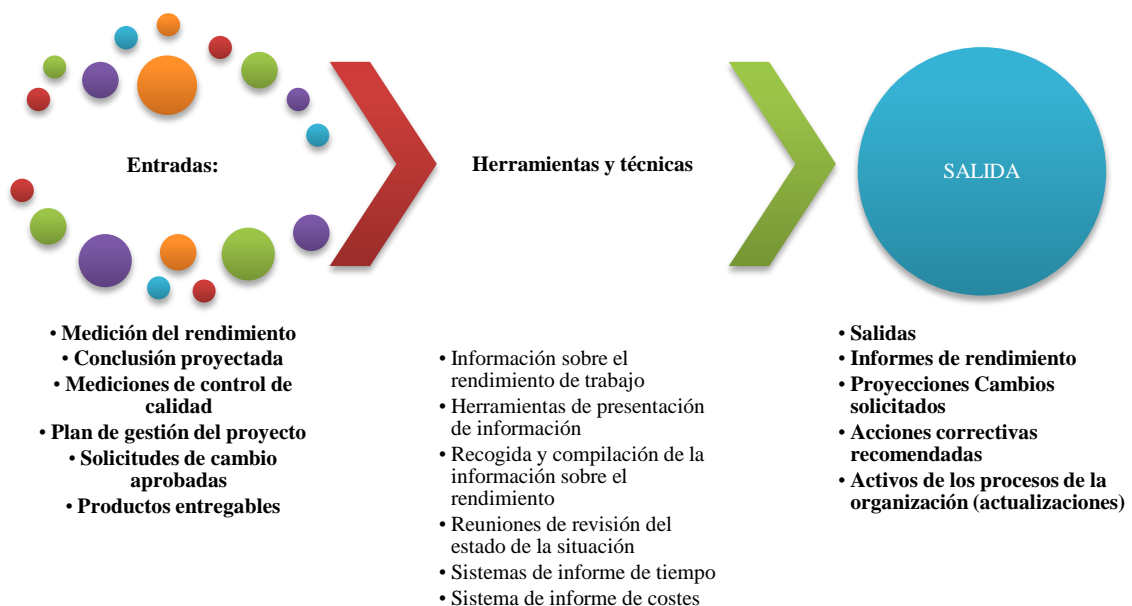 Entradas:
• Medición del rendimiento
• Conclusión proyectada
• Mediciones de control de
calidad
• Plan de gestión del proyecto
• Solicitudes de cambio
aprobadas
• Productos entregables
Herramientas y técnicas
• Información sobre el
rendimiento de trabajo
• Herramientas de presentación
de información
• Recogida y compilación de la
información sobre el
rendimiento
• Reuniones de revisión del
estado de la situación
• Sistemas de informe de tiempo
• Sistema de informe de costes
SALIDA
• Salidas
• Informes de rendimiento
• Proyecciones Cambios
solicitados
• Acciones correctivas
recomendadas
• Activos de los procesos de la
organización (actualizaciones)